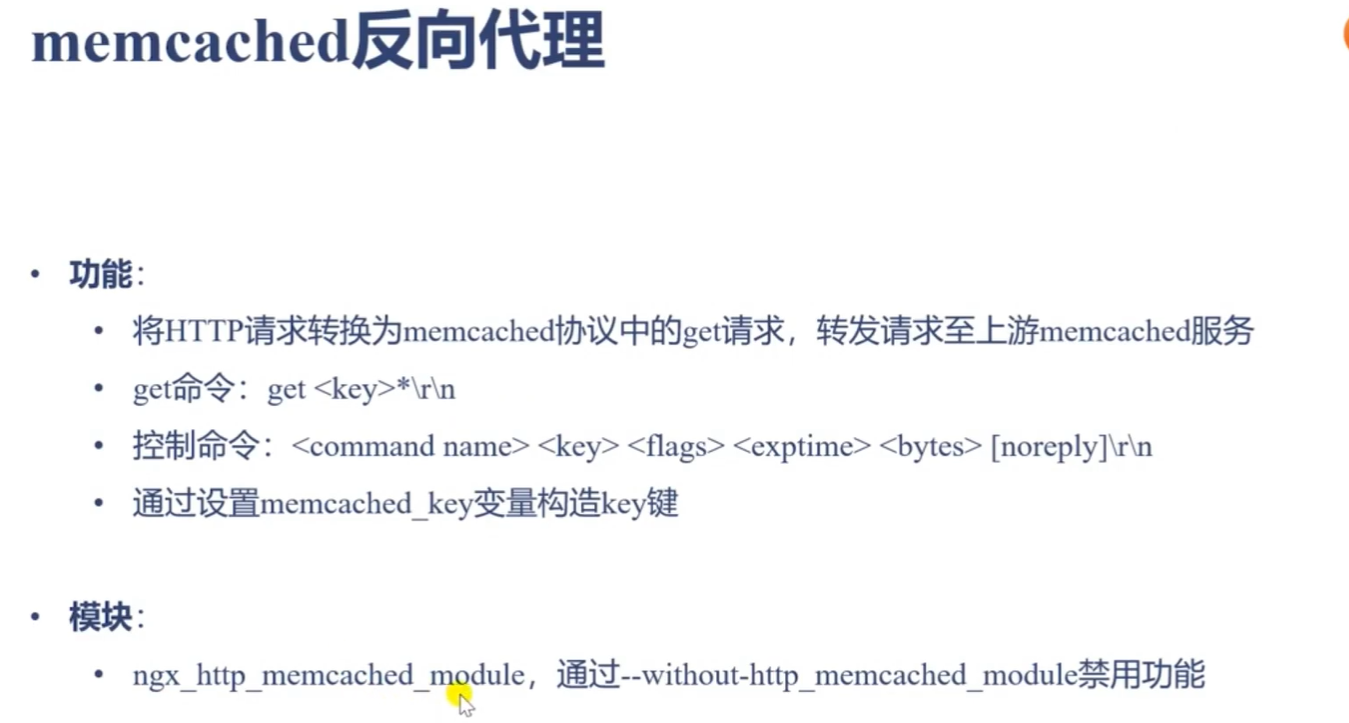 memcached反向代理
• 功能：
• 将HTTP请求转换为memcached协议中的get请求，转发请求至上游memcached服务
• get命令：get <key>*\r\n
• 控制命令：<command name> <key> <flags> <exptime> <bytes> [noreply]\r\n
• 通过设置memcached_key变量构造key键
• 模块：
• ngx_http_memcached_module，通过--without-http_memcached_module禁用功能